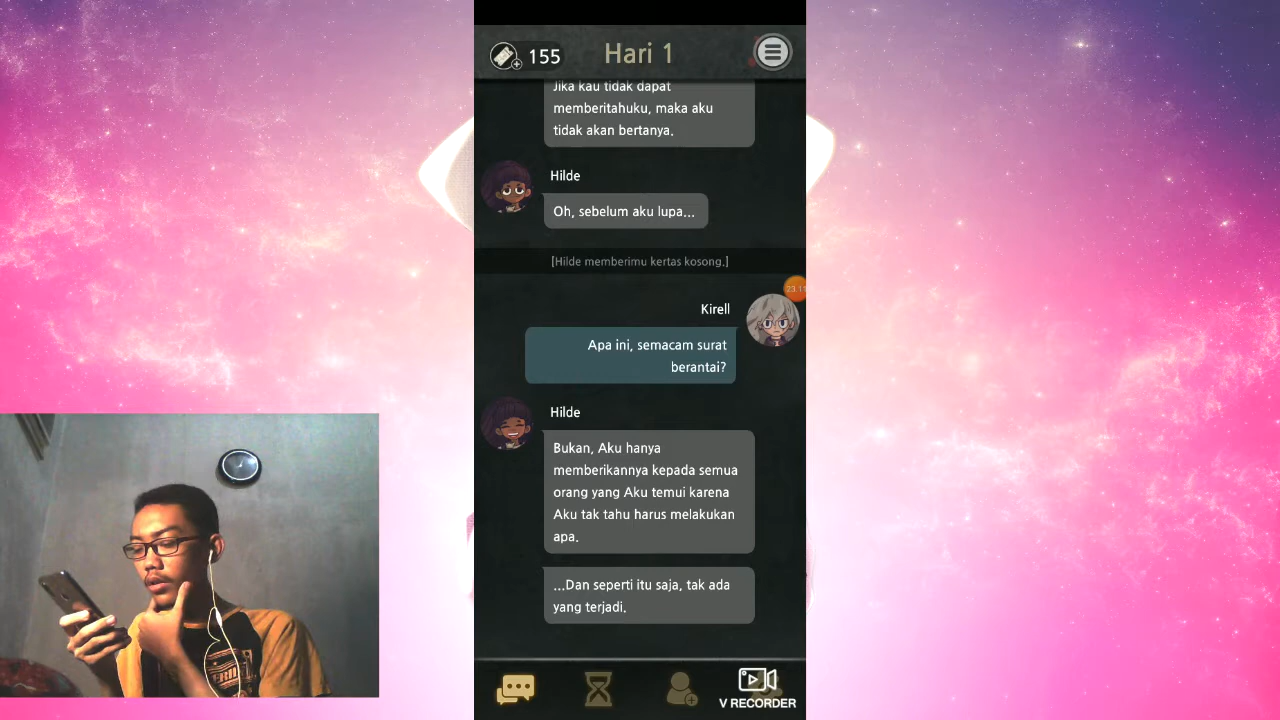 155
Hari 1
Jika kau tidak dapat
memberitahuku, maka aku
tidak akan bertanya.
Hilde
Oh, sebelum aku lupa...
[Hilde memberimu kertas kosong.]
23.11
Kirell
Apa ini, semacam surat
berantai?
Hilde
Bukan, Aku hanya
memberikannya kepada semua
orang yang Aku temui karena
Aku tak tahu harus melakukan
apa.
...Dan seperti itu saja, tak ada
yang terjadi.
V RECORDER